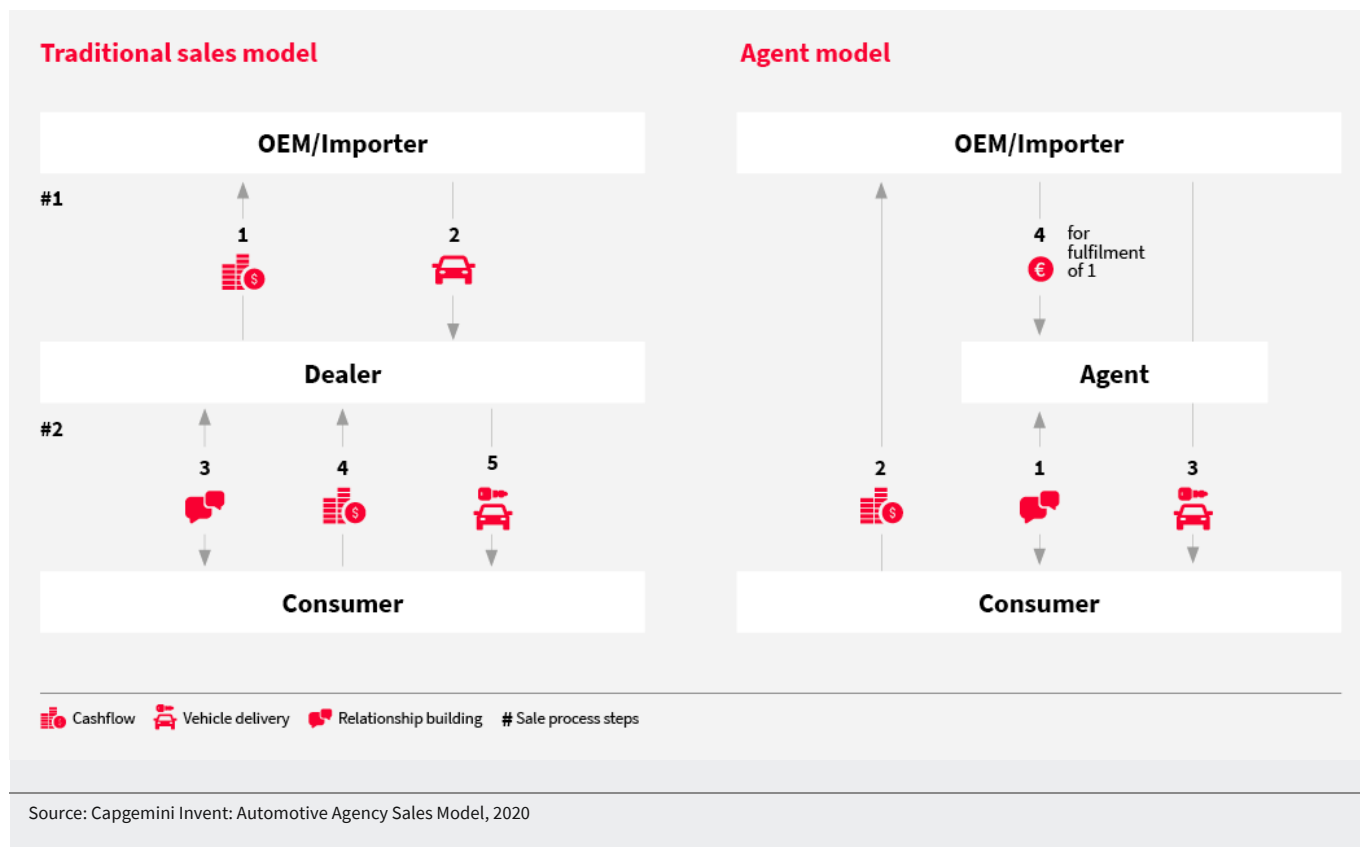 Traditional sales model
OEM/Importer
#1
1
2
$
Dealer
#2
3
4
5
$
Consumer
Agent model
OEM/Importer
4
for
fulfilment
of 1
€
Agent
2
1
3
$
Consumer
Cashflow
Vehicle delivery
Relationship building
# Sale process steps
Source: Capgemini Invent: Automotive Agency Sales Model, 2020